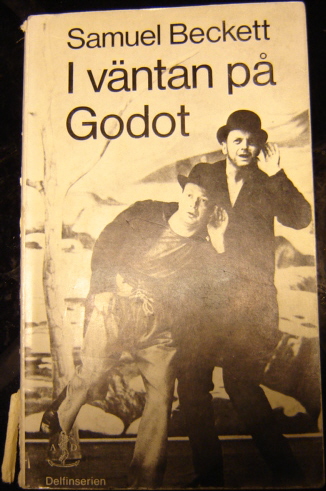 Samuel Beckett
I väntan på
Godot
Delfinserien